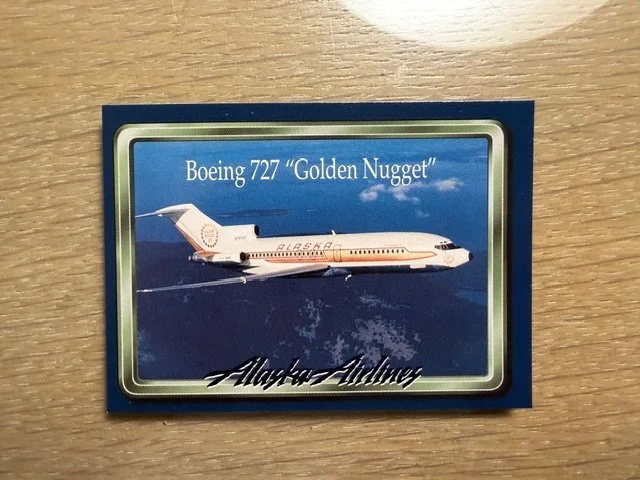 Boeing 727 “Golden Nugget”
ALASKA
Alaska Airlines